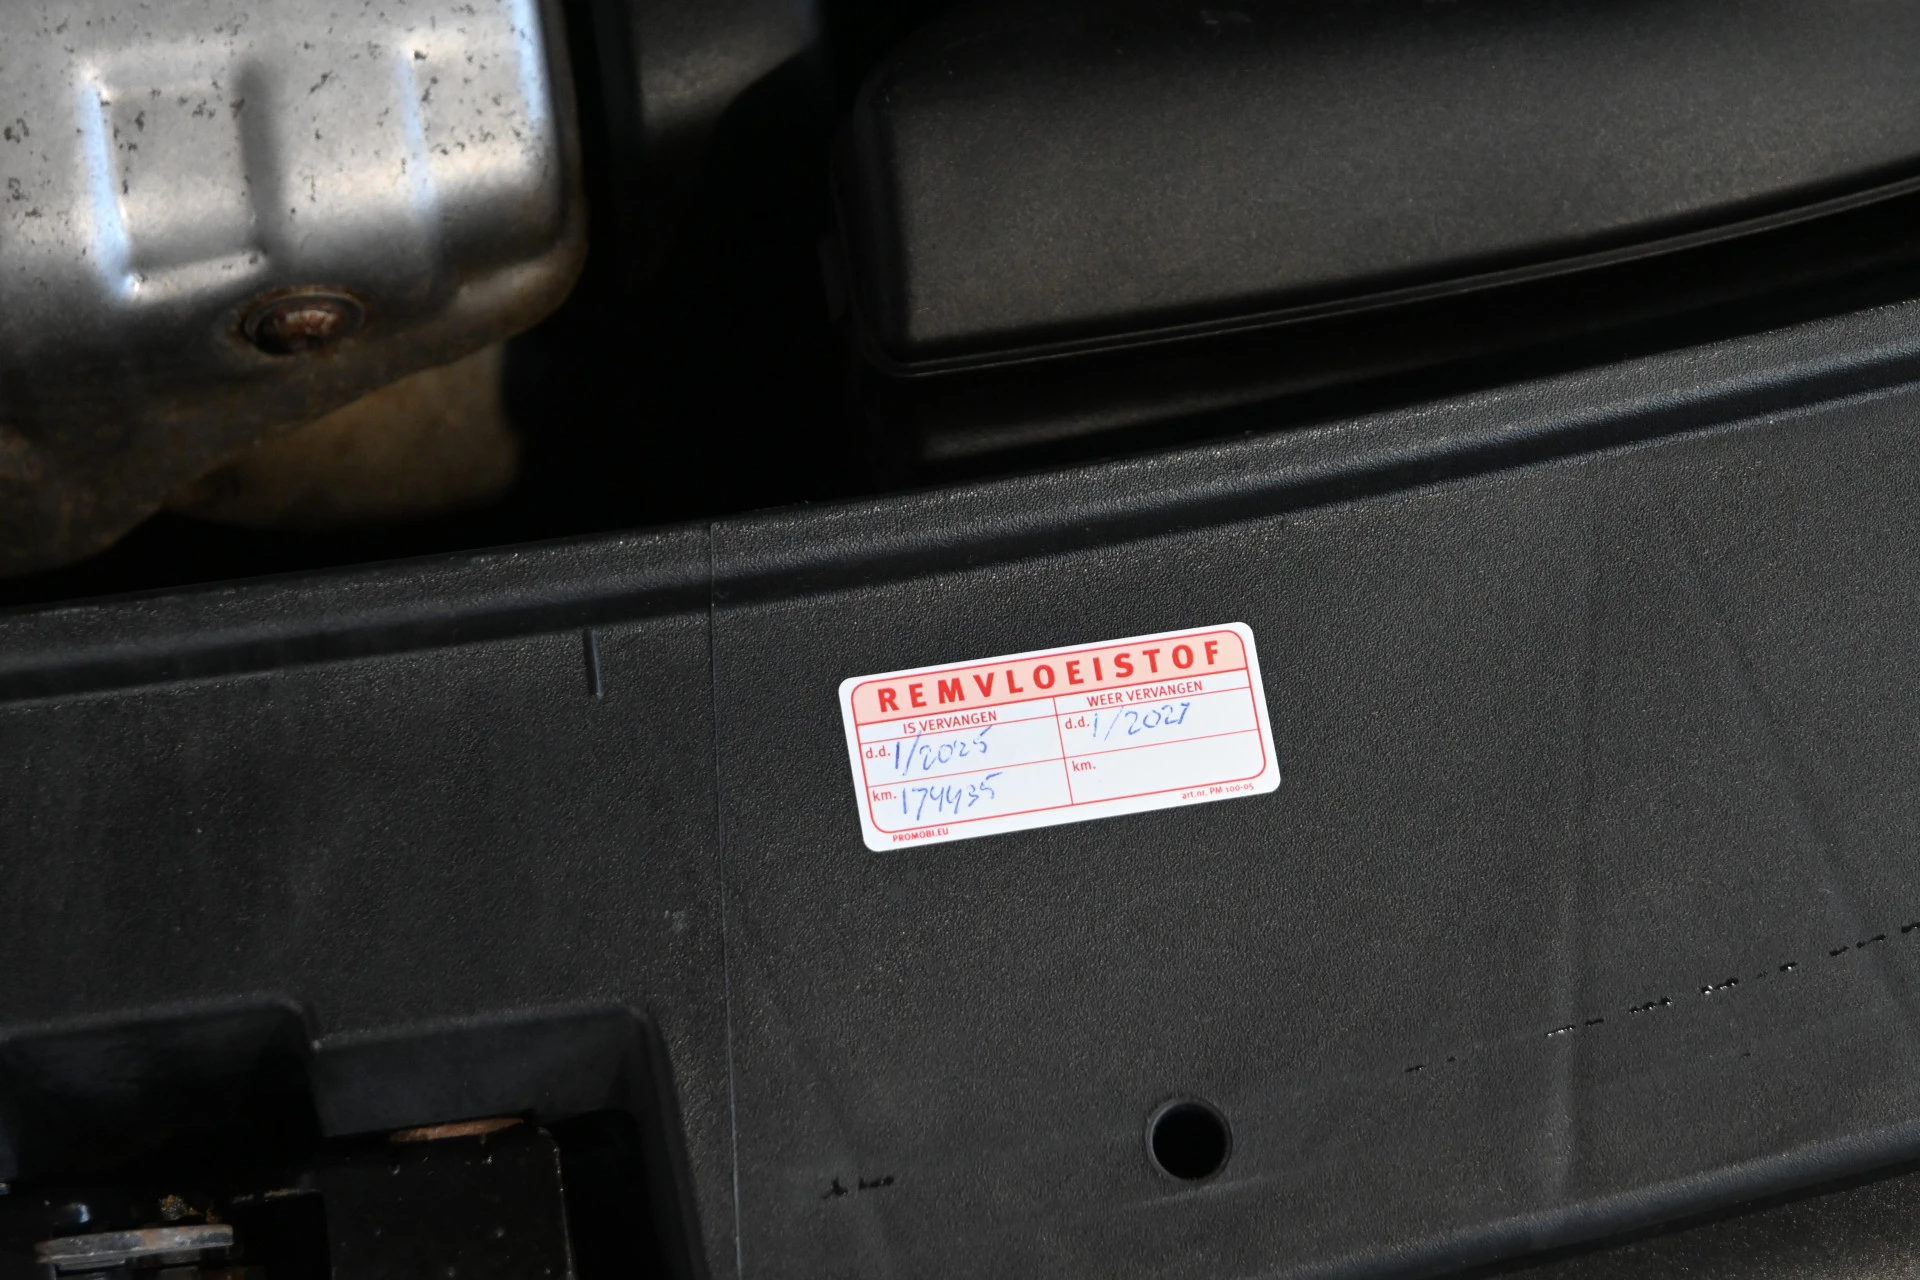 REMVLOEISTOF
IS VERVANGEN
WEER VERVANGEN
d.d. 1/2025
d.d. 1/2027
km. 174435
km.
PROMOBI.EU
art.nr. PM 100-05